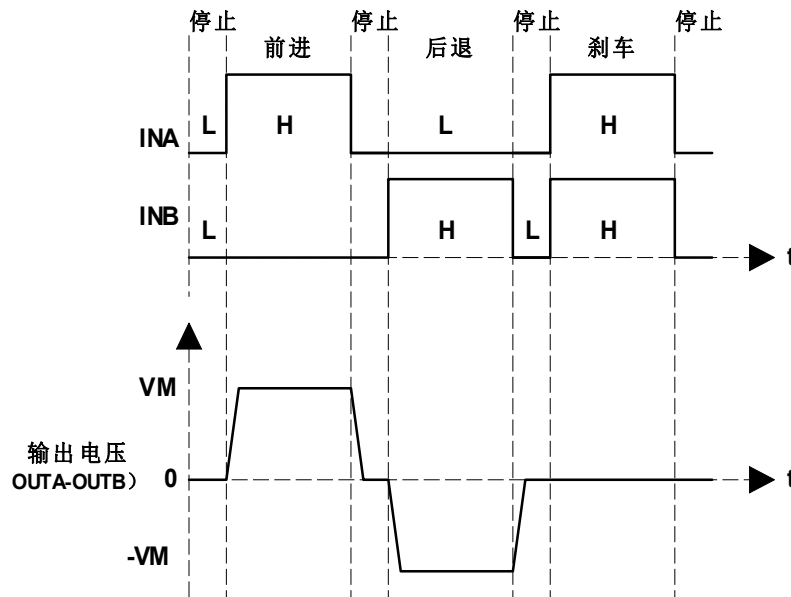 停止 停止 停止 停止
前进 后退 刹车
INA L H L H
INB L H L H
t
VM
输出电压
OUTA-OUTB） 0 t
-VM